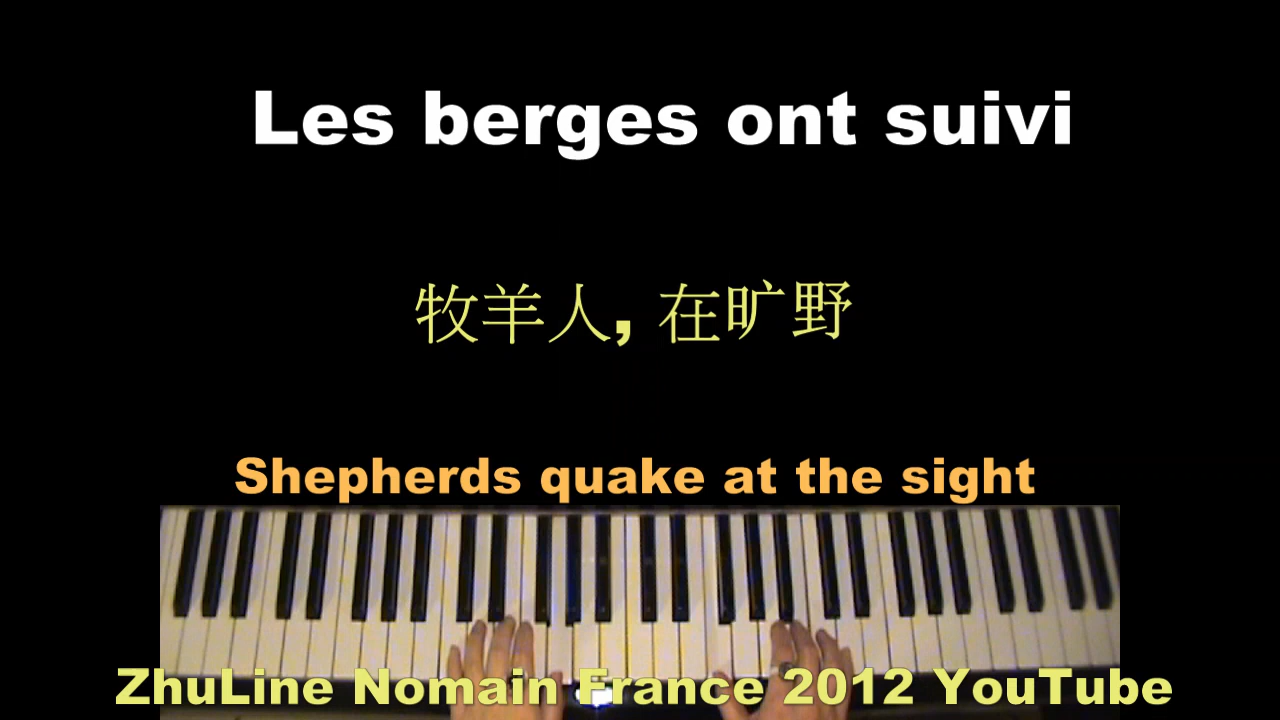 Les berges ont suivi
牧羊人, 在旷野
Shepherds quake at the sight
ZhuLine Nomain France 2012 YouTube